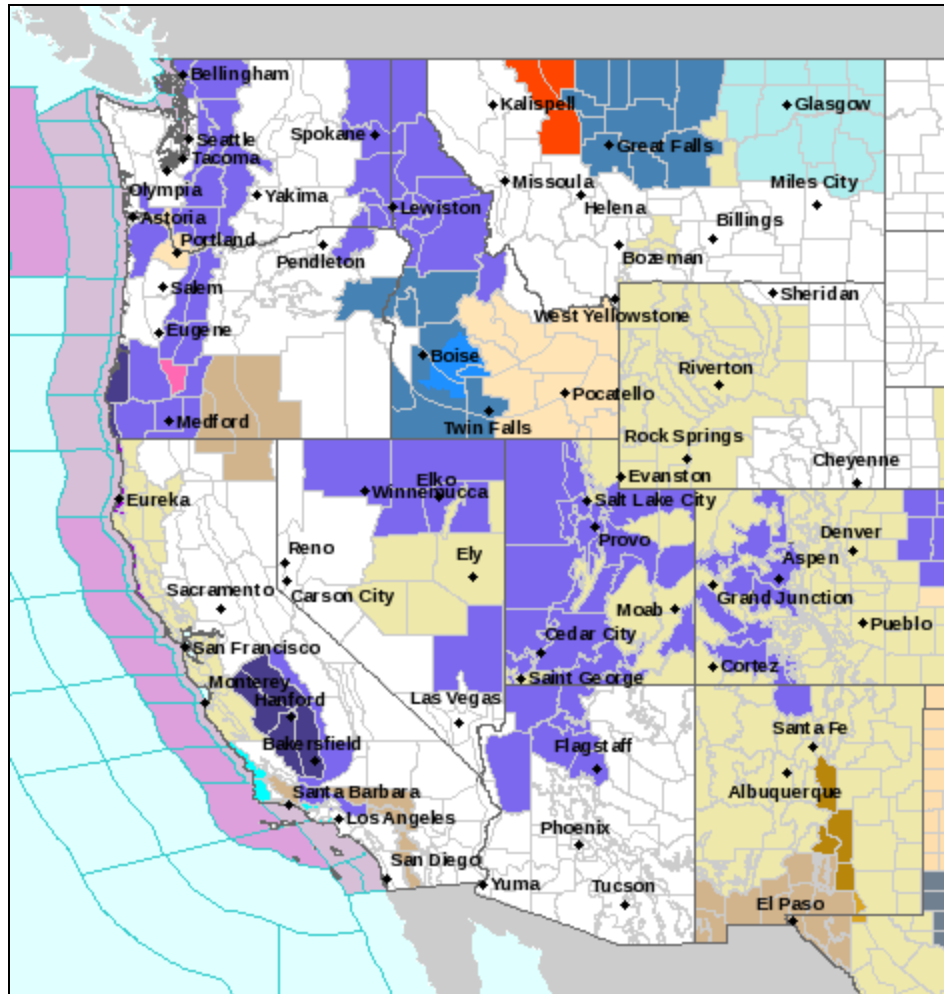 Bellingham
Kalispell
Glasgow
Spokane
Seattle
Great Falls
Tacoma
Missoula
Miles City
Olympia
Yakima
Helena
Lewiston
Astoria
Billings
Portland
Bozeman
Pendleton
Salem
Sheridan
West Yellowstone
Eugene
Boise
Riverton
Pocatello
Medford
Twin Falls
Rock Springs
Cheyenne
Elko
Evanston
Winnemucca
Eureka
Salt Lake City
Denver
Provo
Reno
Ely
Aspen
Sacramento
Carson City
Grand Junction
Moab
Pueblo
San Francisco
Cedar City
Cortez
Monterey
Saint George
Hanford
Las Vegas
Santa Fe
Bakersfield
Flagstaff
Albuquerque
Santa Barbara
Los Angeles
Phoenix
San Diego
Yuma
Tucson
El Paso